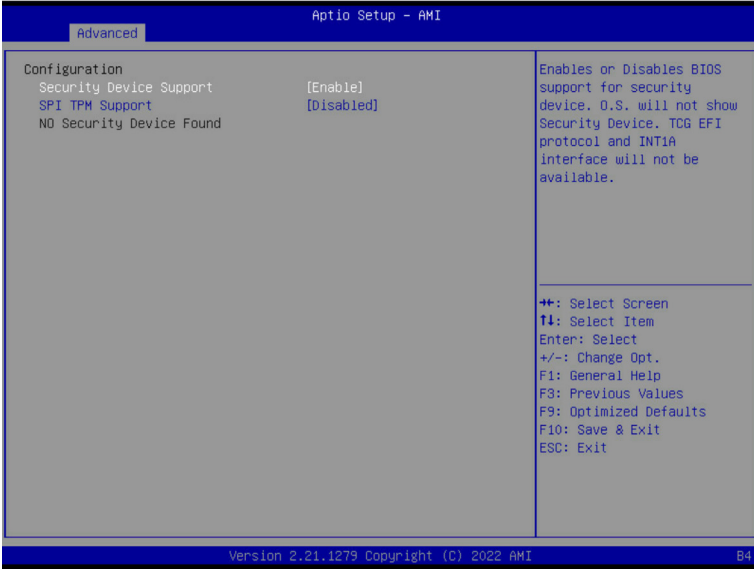 Aptio Setup - AMI
Advanced
Configuration
Security Device Support [Enable]
SPI TPM Support [Disabled]
NO Security Device Found
Enables or Disables BIOS
support for security
device. O.S. will not show
Security Device. TCG EFI
protocol and INT1A
interface will not be
available.
→←: Select Screen
↑↓: Select Item
Enter: Select
+/-: Change Opt.
F1: General Help
F3: Previous Values
F9: Optimized Defaults
F10: Save & Exit
ESC: Exit
Version 2.21.1279 Copyright (C) 2022 AMI
B4